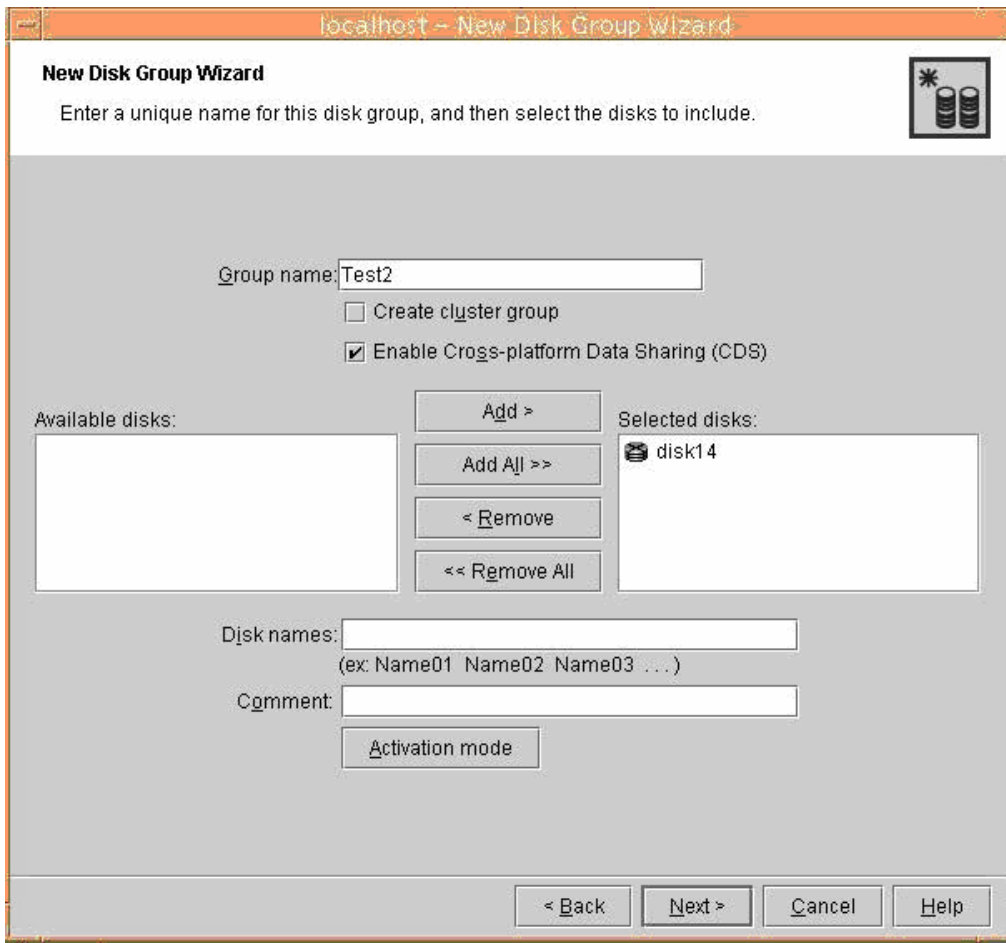 localhost – New Disk Group Wizard
New Disk Group Wizard
Enter a unique name for this disk group, and then select the disks to include.
Group name: Test2
Create cluster group
Enable Cross-platform Data Sharing (CDS)
Available disks:
Add >
Add All >>
< Remove
<< Remove All
Selected disks:
disk14
Disk names:
(ex: Name01 Name02 Name03 ...)
Comment:
Activation mode
< Back Next > Cancel Help